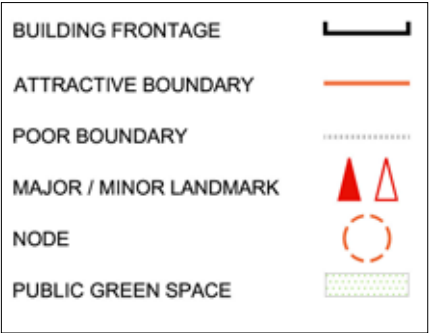 BUILDING FRONTAGE
ATTRACTIVE BOUNDARY
POOR BOUNDARY
MAJOR / MINOR LANDMARK
NODE
PUBLIC GREEN SPACE